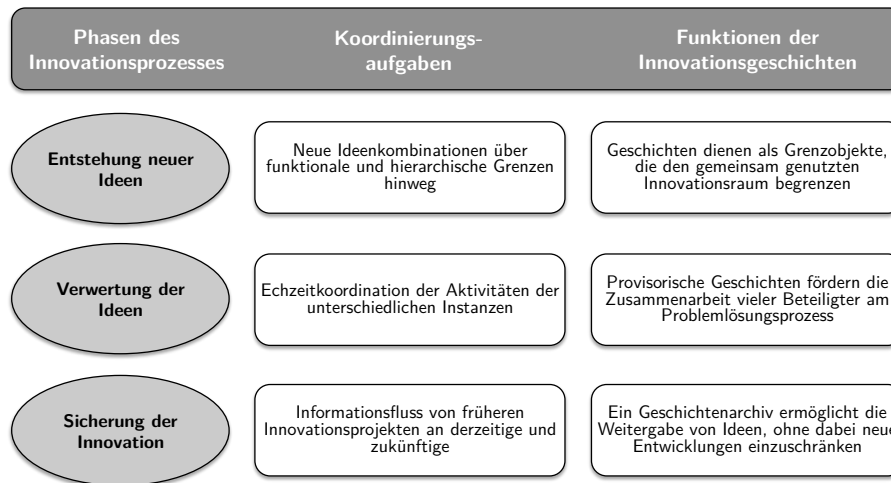 Phasen des
Innovationsprozesses
Koordinierungs-
aufgaben
Funktionen der
Innovationsgeschichten
Entstehung neuer
Ideen
Neue Ideenkombinationen über
funktionale und hierarchische Grenzen
hinweg
Geschichten dienen als Grenzobjekte,
die den gemeinsam genutzten
Innovationsraum begrenzen
Verwertung der
Ideen
Echtzeitkoordination der Aktivitäten der
unterschiedlichen Instanzen
Provisorische Geschichten fördern die
Zusammenarbeit vieler Beteiligter am
Problemlösungsprozess
Sicherung der
Innovation
Informationsfluss von früheren
Innovationsprojekten an derzeitige und
zukünftige
Ein Geschichtenarchiv ermöglicht die
Weitergabe von Ideen, ohne dabei neue
Entwicklungen einzuschränken